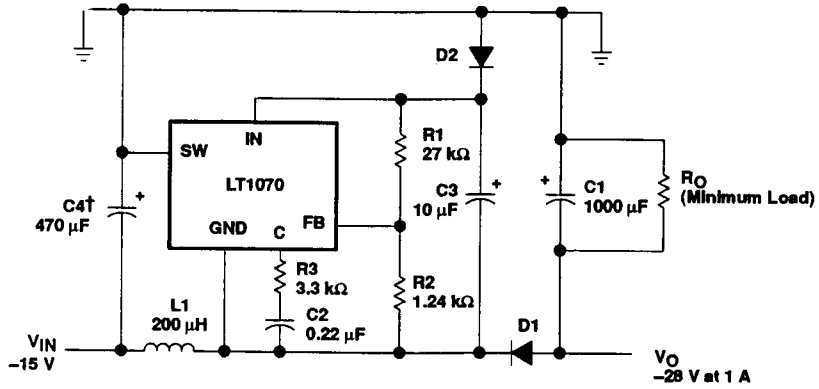 D2
SW
IN
R1
27 kΩ
LT1070
C4†
470 µF
+
C3
10 µF
+
+
C1
1000 µF
RO
(Minimum Load)
GND
C
FB
R3
3.3 kΩ
R2
1.24 kΩ
L1
200 µH
C2
0.22 µF
D1
VIN
–15 V
VO
–28 V at 1 A